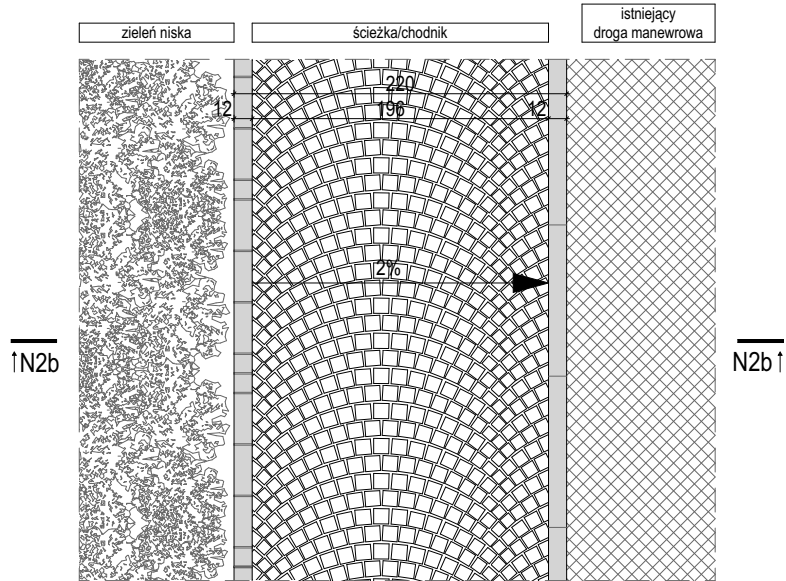 zieleń niska
ścieżka/chodnik
istniejący
droga manewrowa
220
12
196
12
2%
↑N2b
N2b↑